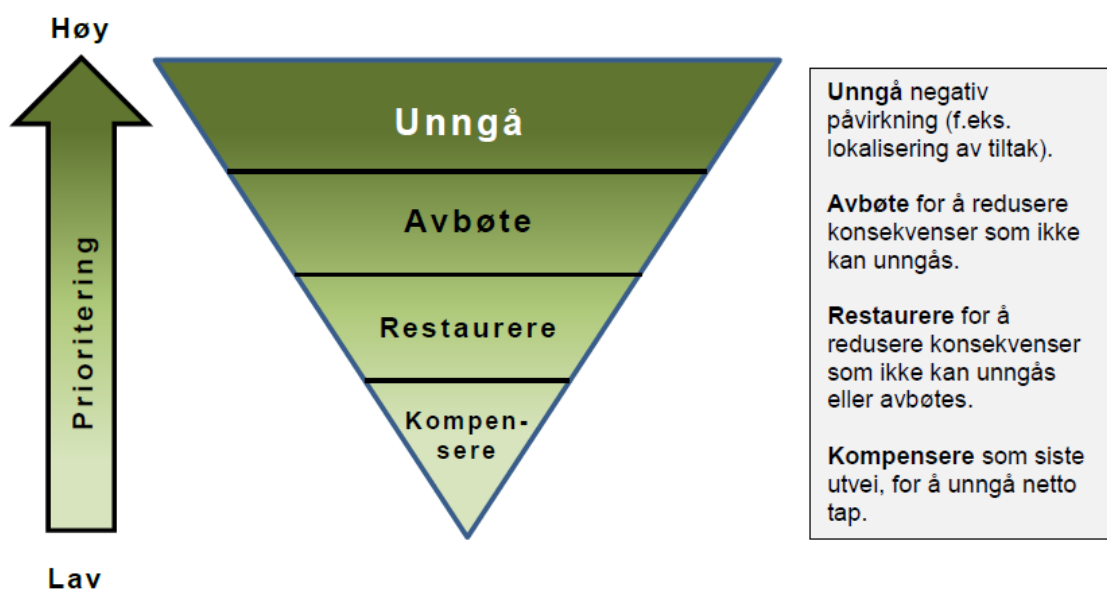 Høy
Prioritering
Lav
Unngå
Avbøte
Restaurere
Kompen-
sere
Unngå negativ
påvirkning (f.eks.
lokalisering av tiltak).
Avbøte for å redusere
konsekvenser som ikke
kan unngås.
Restaurere for å
redusere konsekvenser
som ikke kan unngås
eller avbøtes.
Kompensere som siste
utvei, for å unngå netto
tap.